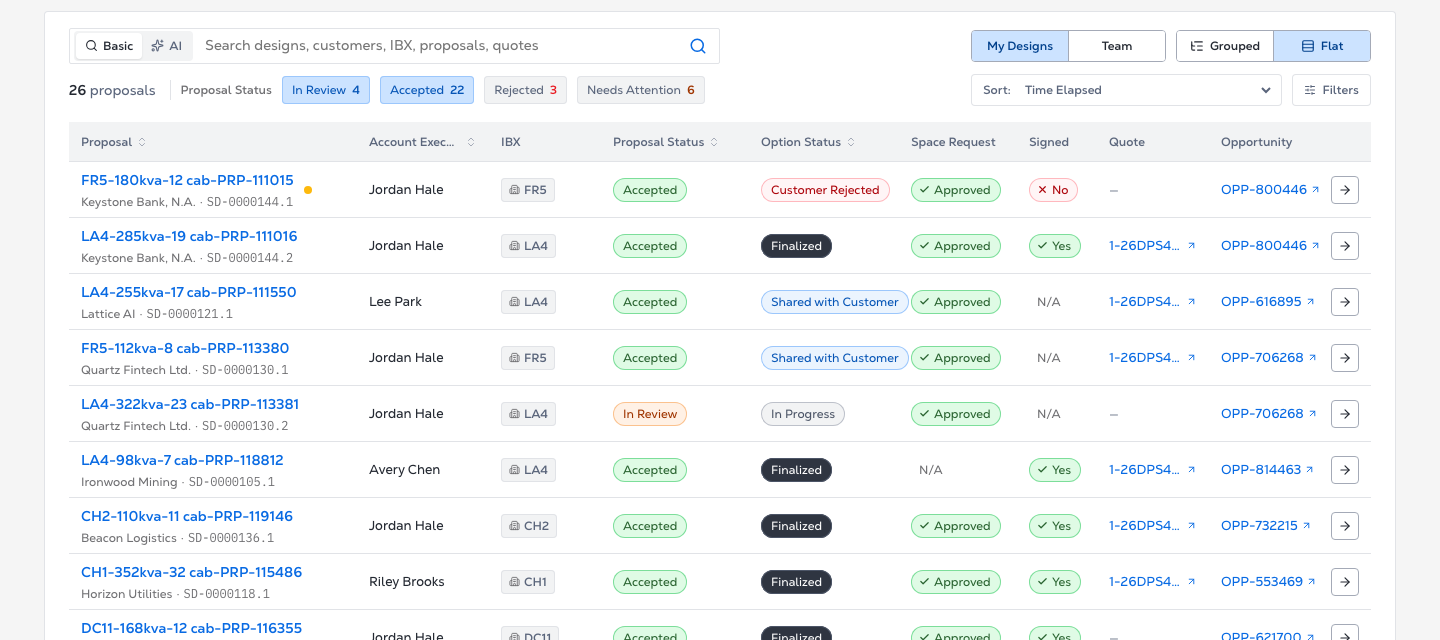 Basic AI Search designs, customers, IBX, proposals, quotes My Designs Team Grouped Flat
26 proposals Proposal Status In Review 4 Accepted 22 Rejected 3 Needs Attention 6 Sort: Time Elapsed Filters
Proposal Account Exec... IBX Proposal Status Option Status Space Request Signed Quote Opportunity
FR5-180kva-12 cab-PRP-111015
Keystone Bank, N.A. · SD-0000144.1
Jordan Hale FR5 Accepted Customer Rejected Approved No — OPP-800446
LA4-285kva-19 cab-PRP-111016
Keystone Bank, N.A. · SD-0000144.2
Jordan Hale LA4 Accepted Finalized Approved Yes 1-26DPS4... OPP-800446
LA4-255kva-17 cab-PRP-111550
Lattice AI · SD-0000121.1
Lee Park LA4 Accepted Shared with Customer Approved N/A 1-26DPS4... OPP-616895
FR5-112kva-8 cab-PRP-113380
Quartz Fintech Ltd. · SD-0000130.1
Jordan Hale FR5 Accepted Shared with Customer Approved N/A 1-26DPS4... OPP-706268
LA4-322kva-23 cab-PRP-113381
Quartz Fintech Ltd. · SD-0000130.2
Jordan Hale LA4 In Review In Progress Approved N/A — OPP-706268
LA4-98kva-7 cab-PRP-118812
Ironwood Mining · SD-0000105.1
Avery Chen LA4 Accepted Finalized N/A Yes 1-26DPS4... OPP-814463
CH2-110kva-11 cab-PRP-119146
Beacon Logistics · SD-0000136.1
Jordan Hale CH2 Accepted Finalized Approved Yes 1-26DPS4... OPP-732215
CH1-352kva-32 cab-PRP-115486
Horizon Utilities · SD-0000118.1
Riley Brooks CH1 Accepted Finalized Approved Yes 1-26DPS4... OPP-553469
DC11-168kva-12 cab-PRP-116355
Jordan Hale DC11 Accepted Finalized Approved Yes — OPP-621700